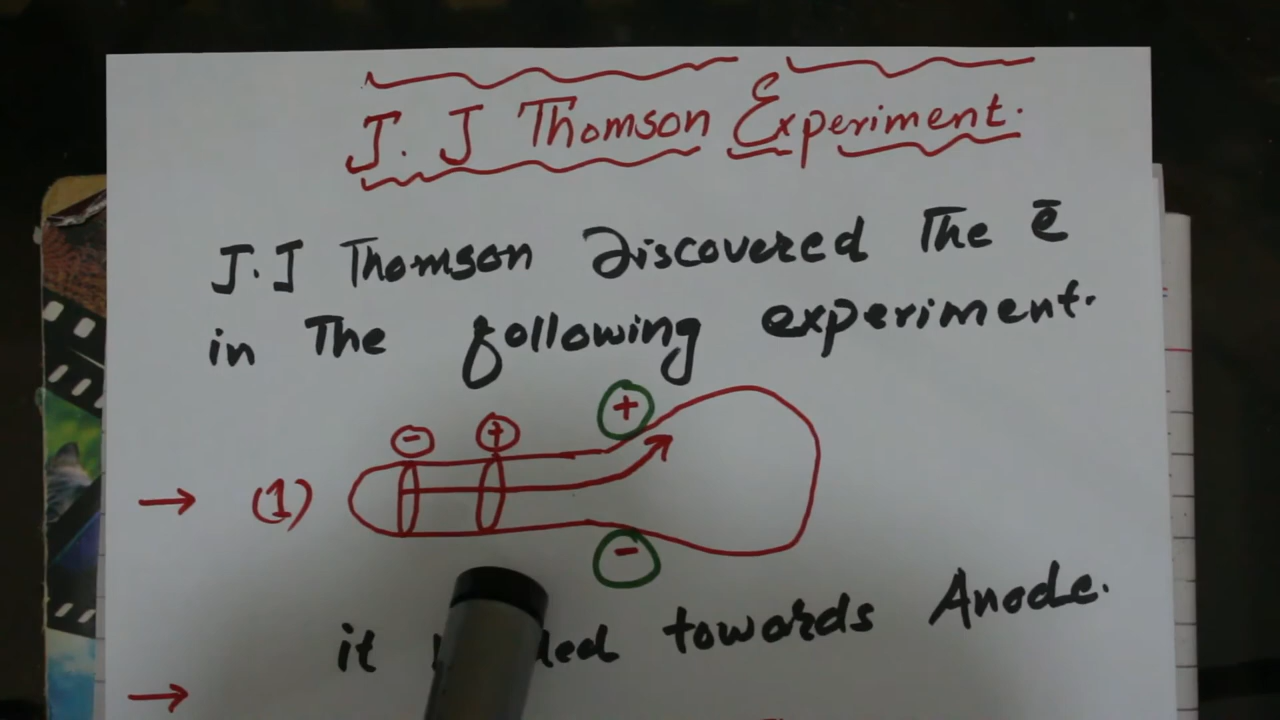 J. J Thomson Experiment.
J.J Thomson Discovered The ē
in The following experiment.
+
- +
→ (1)
-
it towards Anode.
→